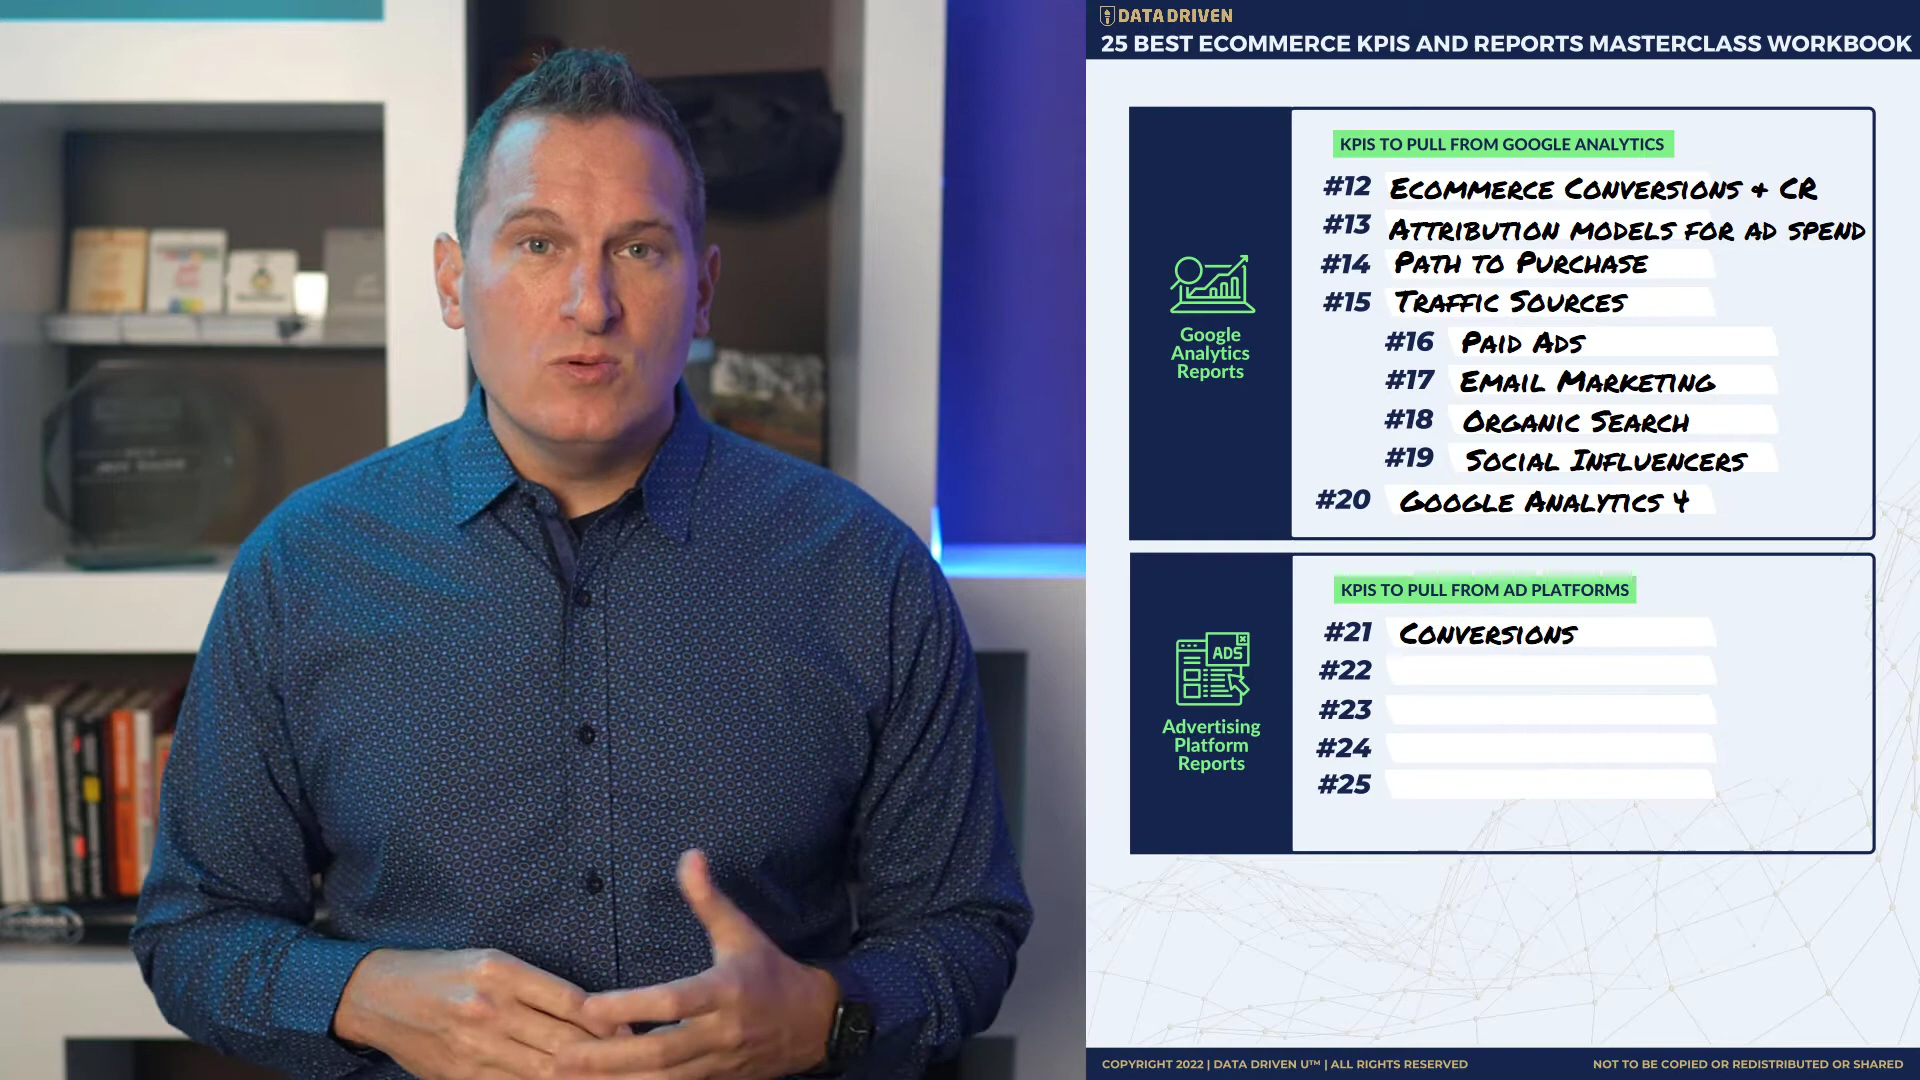 DATA DRIVEN
25 BEST ECOMMERCE KPIS AND REPORTS MASTERCLASS WORKBOOK
KPIS TO PULL FROM GOOGLE ANALYTICS
#12 ECOMMERCE CONVERSIONS + CR
#13 ATTRIBUTION MODELS FOR AD SPEND
#14 PATH TO PURCHASE
#15 TRAFFIC SOURCES
#16 PAID ADS
#17 EMAIL MARKETING
#18 ORGANIC SEARCH
#19 SOCIAL INFLUENCERS
#20 GOOGLE ANALYTICS 4
Google
Analytics
Reports
KPIS TO PULL FROM AD PLATFORMS
#21 CONVERSIONS
#22
#23
#24
#25
ADS
Advertising
Platform
Reports
COPYRIGHT 2022 | DATA DRIVEN U™ | ALL RIGHTS RESERVED
NOT TO BE COPIED OR REDISTRIBUTED OR SHARED